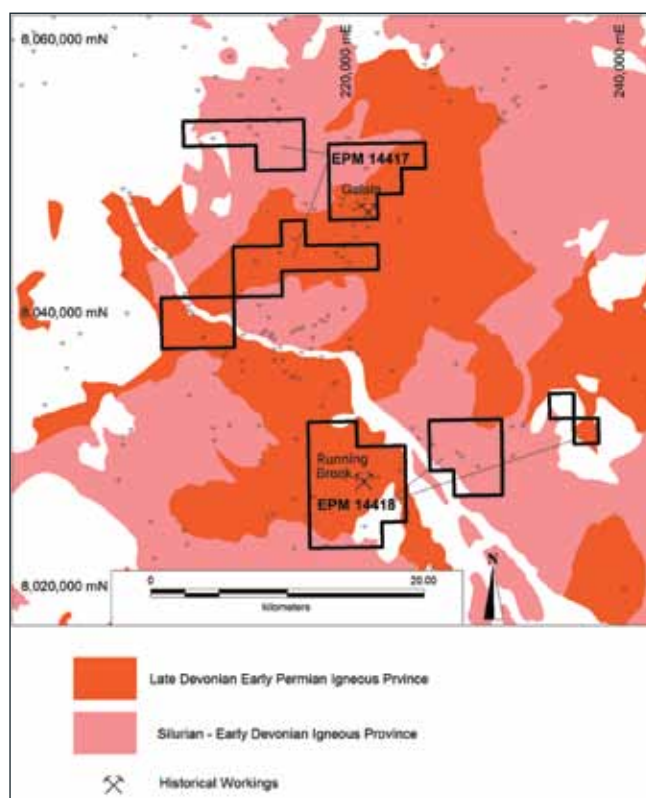 8,060,000 mN
220,000 mE
240,000 mE
EPM 14417
8,040,000 mN
Running
Brook
EPM 14418
N
8,020,000 mN
0
20.00
kilometers
Late Devonian Early Permian Igneous Prvince
Silurian - Early Devonian Igneous Province
Historical Workings